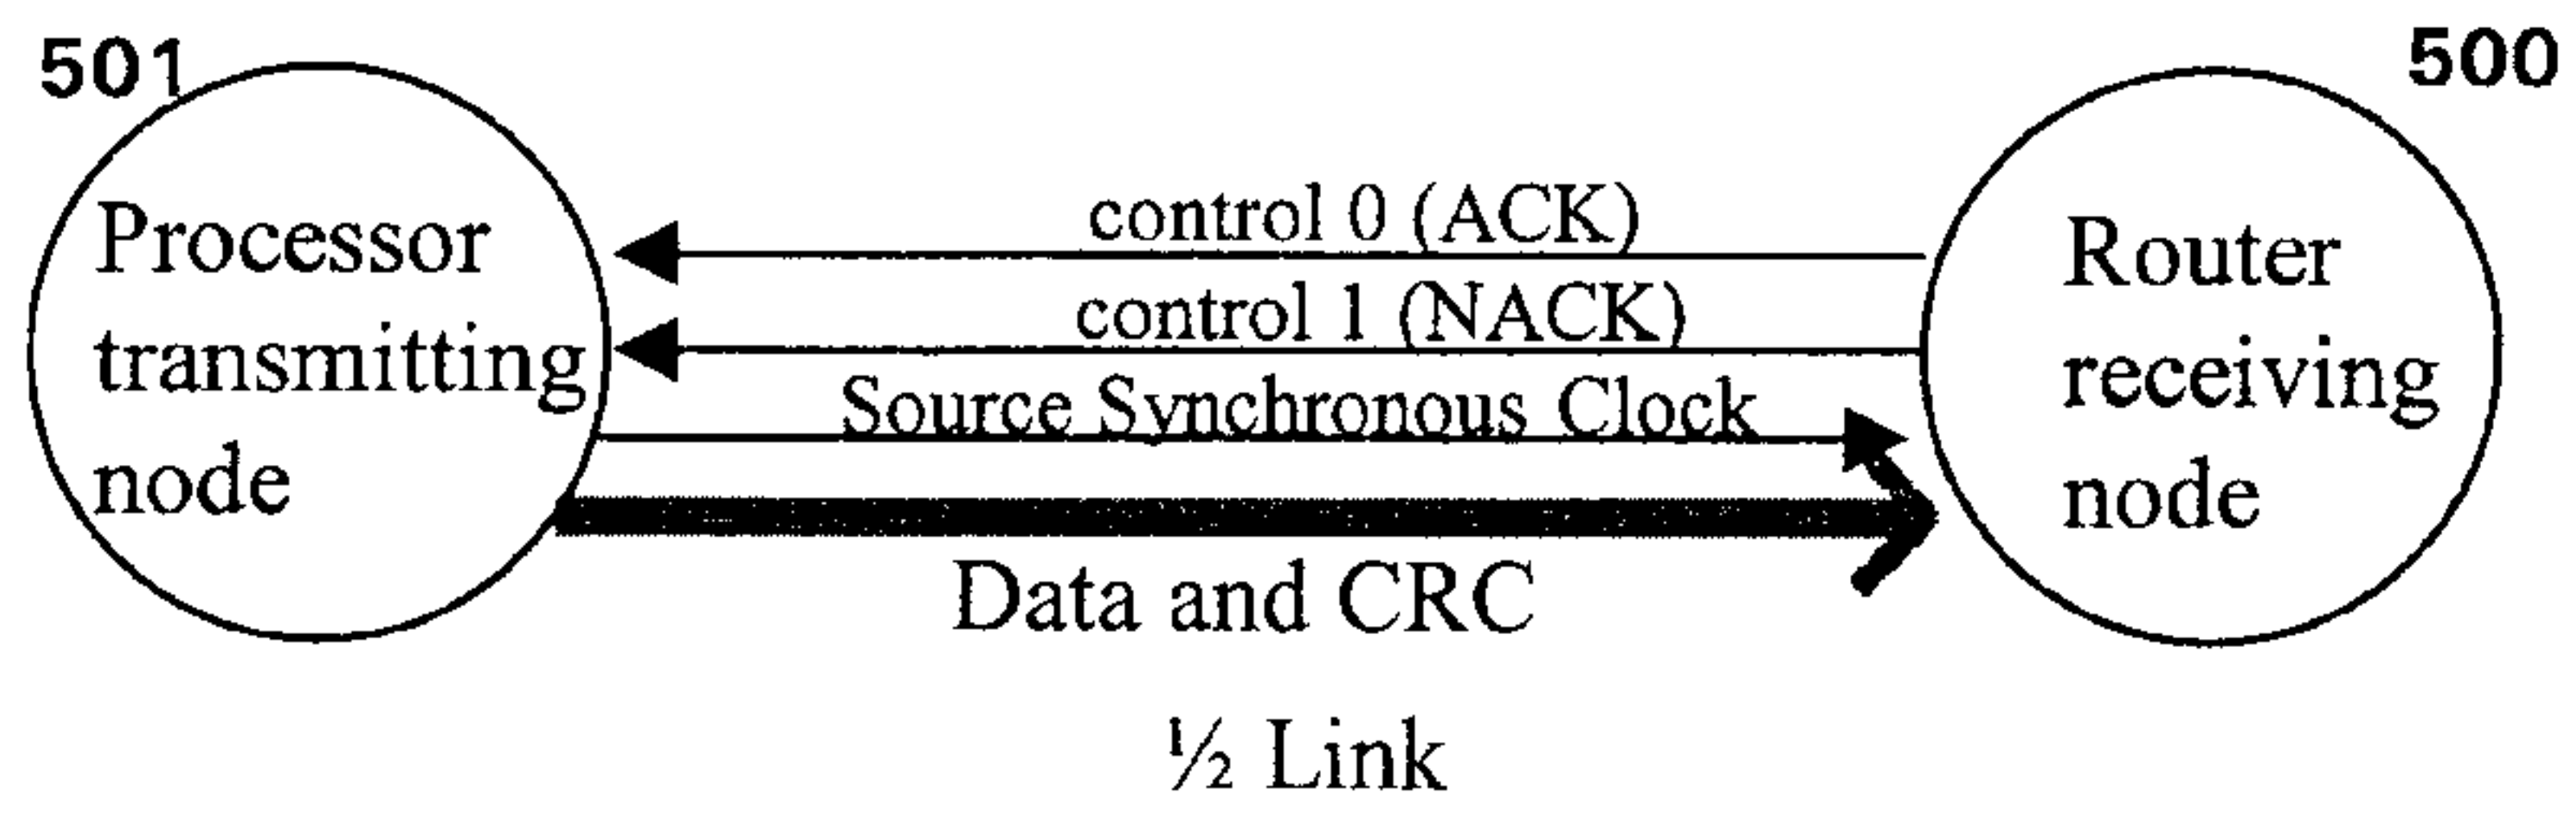 501
500
Processor
transmitting
node
control 0 (ACK)
control 1 (NACK)
Source Synchronous Clock
Data and CRC
Router
receiving
node
½ Link